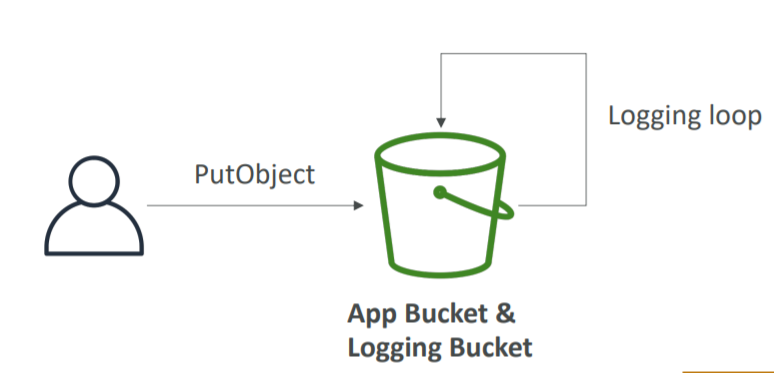 PutObject
Logging loop
App Bucket &
Logging Bucket